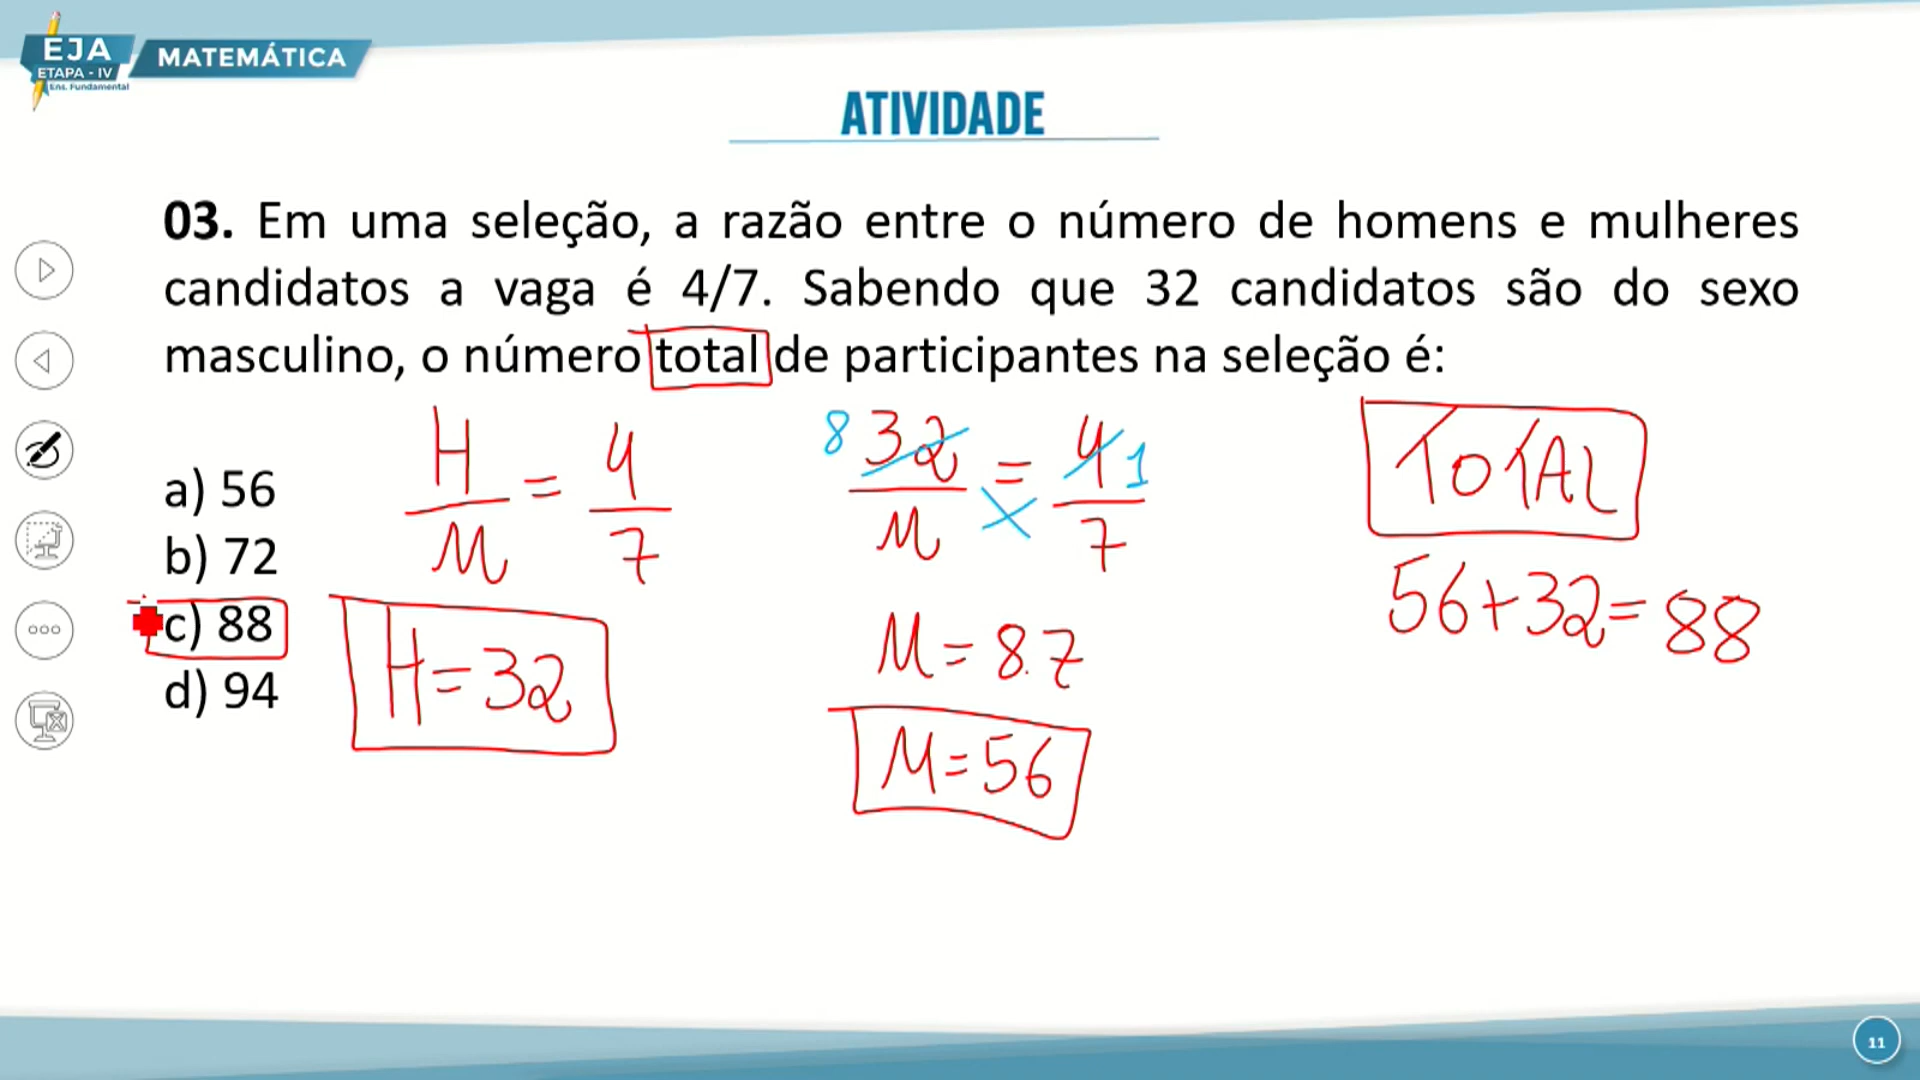 EJA
ETAPA - IV
Ens. Fundamental
MATEMÁTICA
ATIVIDADE
03. Em uma seleção, a razão entre o número de homens e mulheres
candidatos a vaga é 4/7. Sabendo que 32 candidatos são do sexo
masculino, o número total de participantes na seleção é:
a) 56
b) 72
c) 88
d) 94
H/M = 4/7
H=32
8 32/M = 4 1/7
M = 8.7
M=56
TOTAL
56+32=88
11